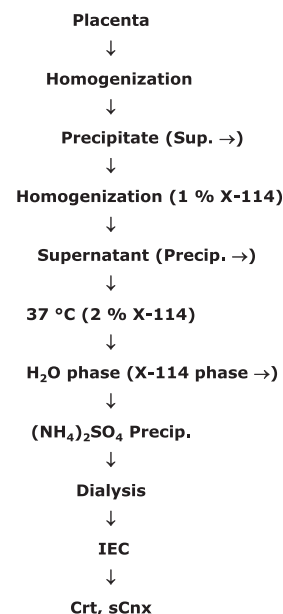 Placenta
↓
Homogenization
↓
Precipitate (Sup. →)
↓
Homogenization (1 % X-114)
↓
Supernatant (Precip. →)
↓
37 °C (2 % X-114)
↓
H₂O phase (X-114 phase →)
↓
(NH₄)₂SO₄ Precip.
↓
Dialysis
↓
IEC
↓
Crt, sCnx